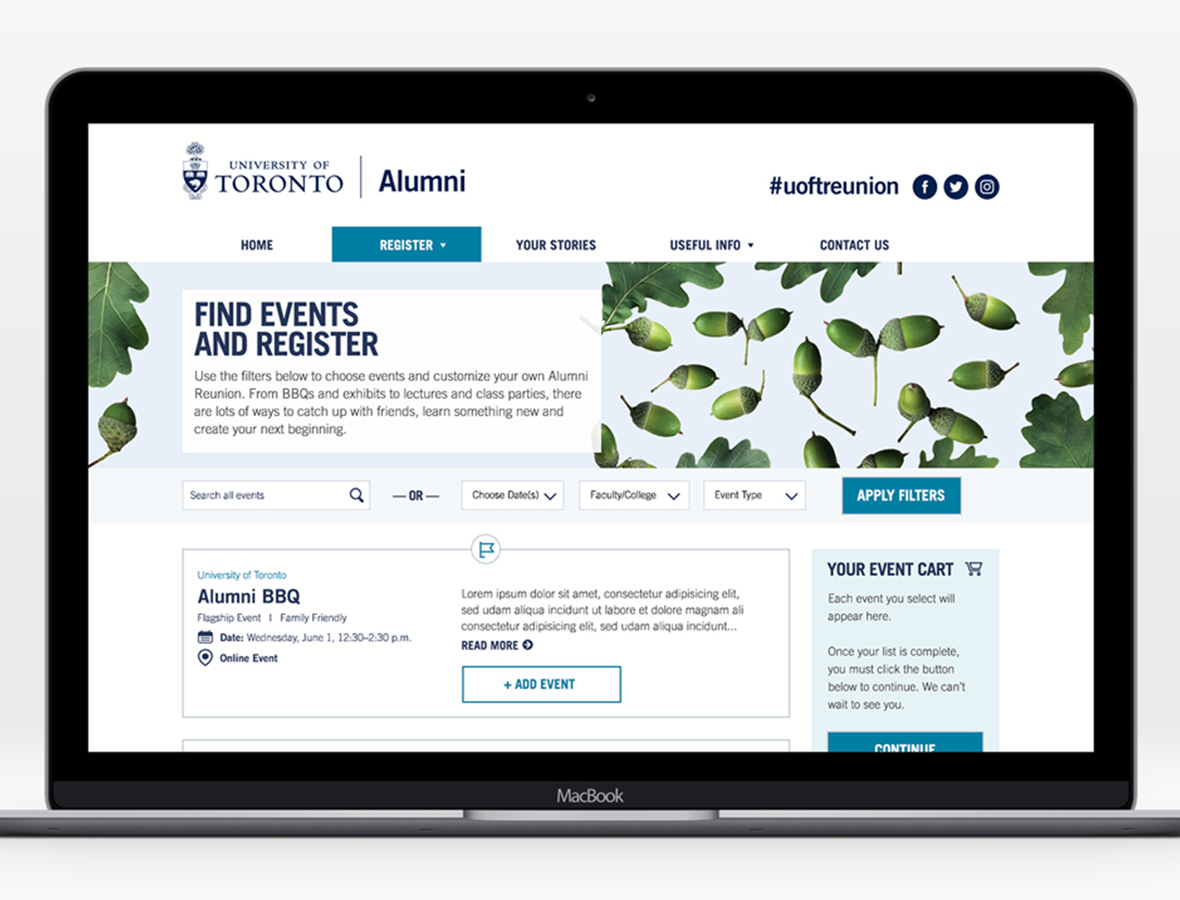 UNIVERSITY OF
TORONTO
Alumni
#uoftreunion
HOME
REGISTER
YOUR STORIES
USEFUL INFO
CONTACT US
FIND EVENTS
AND REGISTER
Use the filters below to choose events and customize your own Alumni
Reunion. From BBQs and exhibits to lectures and class parties, there
are lots of ways to catch up with friends, learn something new and
create your next beginning.
Search all events
— OR —
Choose Date(s)
Faculty/College
Event Type
APPLY FILTERS
University of Toronto
Alumni BBQ
Flagship Event | Family Friendly
Date: Wednesday, June 1, 12:30–2:30 p.m.
Online Event
Lorem ipsum dolor sit amet, consectetur adipisicing elit,
sed udam aliqua incidunt ut labore et dolore magnam ali
consectetur adipisicing elit, sed udam aliqua incidunt...
READ MORE
+ ADD EVENT
YOUR EVENT CART
Each event you select will
appear here.
Once your list is complete,
you must click the button
below to continue. We can't
wait to see you.
CONTINUE
MacBook